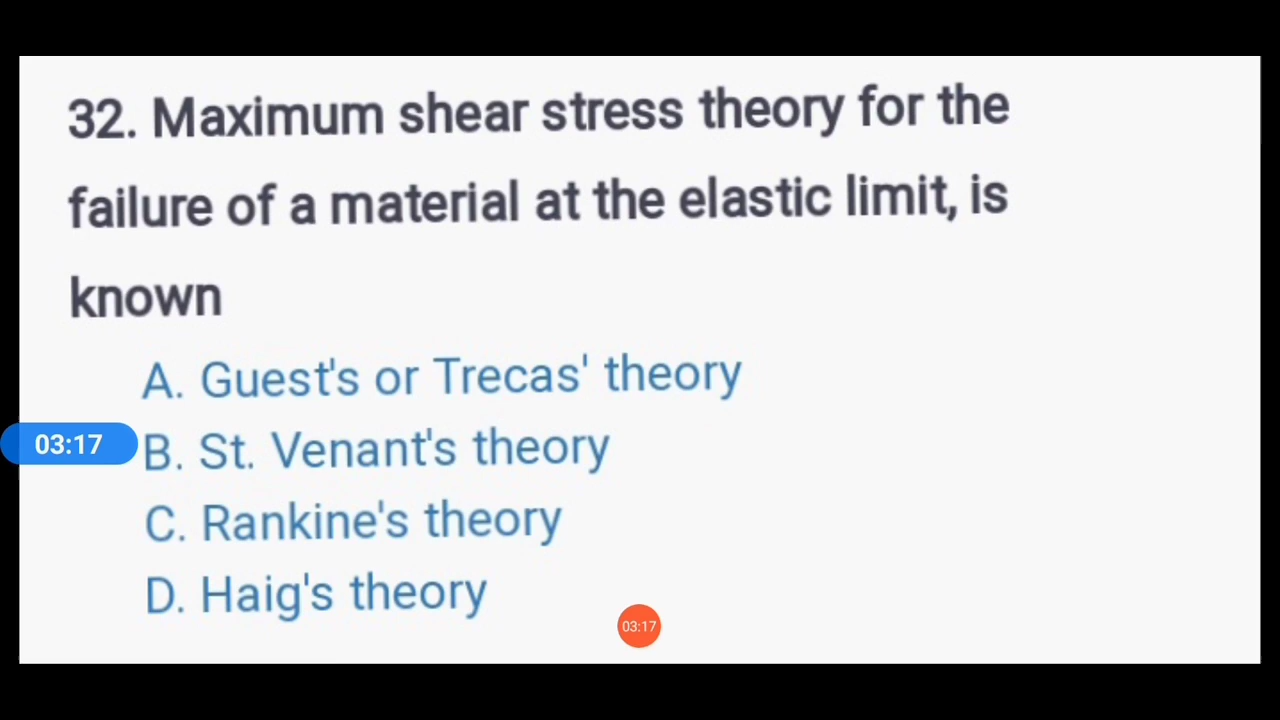 32. Maximum shear stress theory for the
failure of a material at the elastic limit, is
known
A. Guest's or Trecas' theory
03:17
B. St. Venant's theory
C. Rankine's theory
D. Haig's theory
03:17